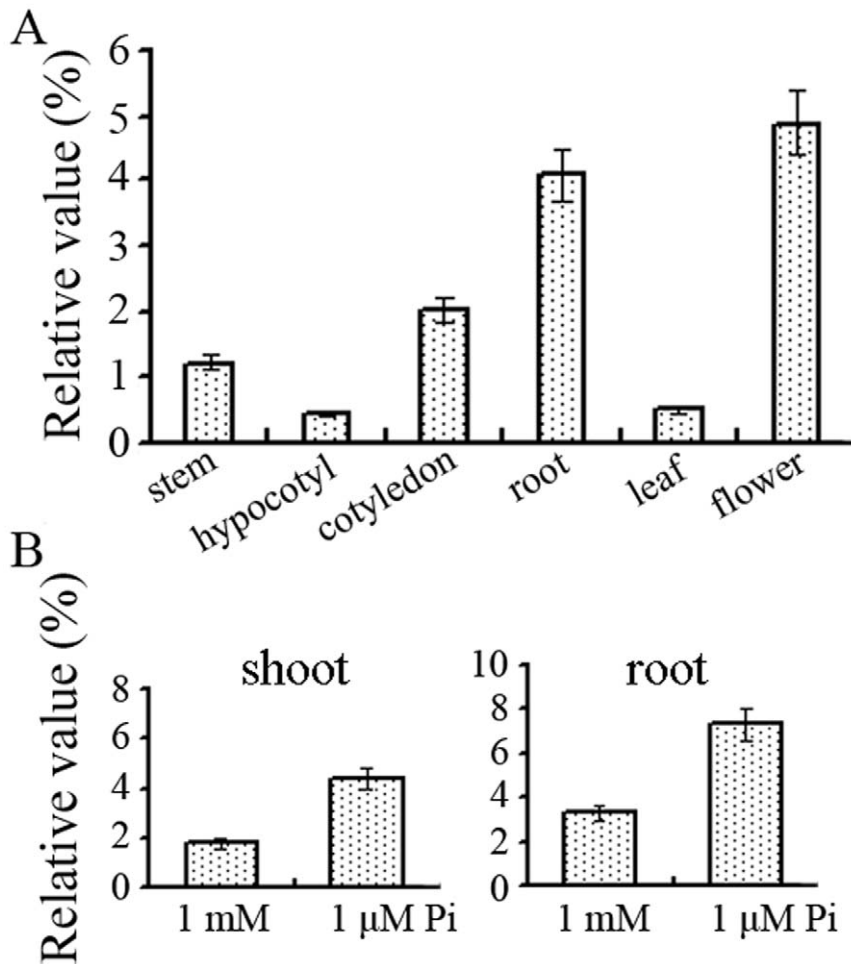 A
Relative value (%)
6
5
4
3
2
1
0
stem
hypocotyl
cotyledon
root
leaf
flower
B
Relative value (%)
shoot
8
6
4
2
0
1 mM
1 μM Pi
root
10
8
6
4
2
0
1 mM
1 μM Pi